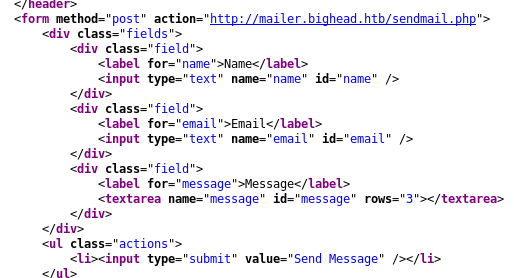 </header>
<form method="post" action="http://mailer.bighead.htb/sendmail.php">
<div class="fields">
<div class="field">
<label for="name">Name</label>
<input type="text" name="name" id="name" />
</div>
<div class="field">
<label for="email">Email</label>
<input type="text" name="email" id="email" />
</div>
<div class="field">
<label for="message">Message</label>
<textarea name="message" id="message" rows="3"></textarea>
</div>
</div>
<ul class="actions">
<li><input type="submit" value="Send Message" /></li>
</ul>